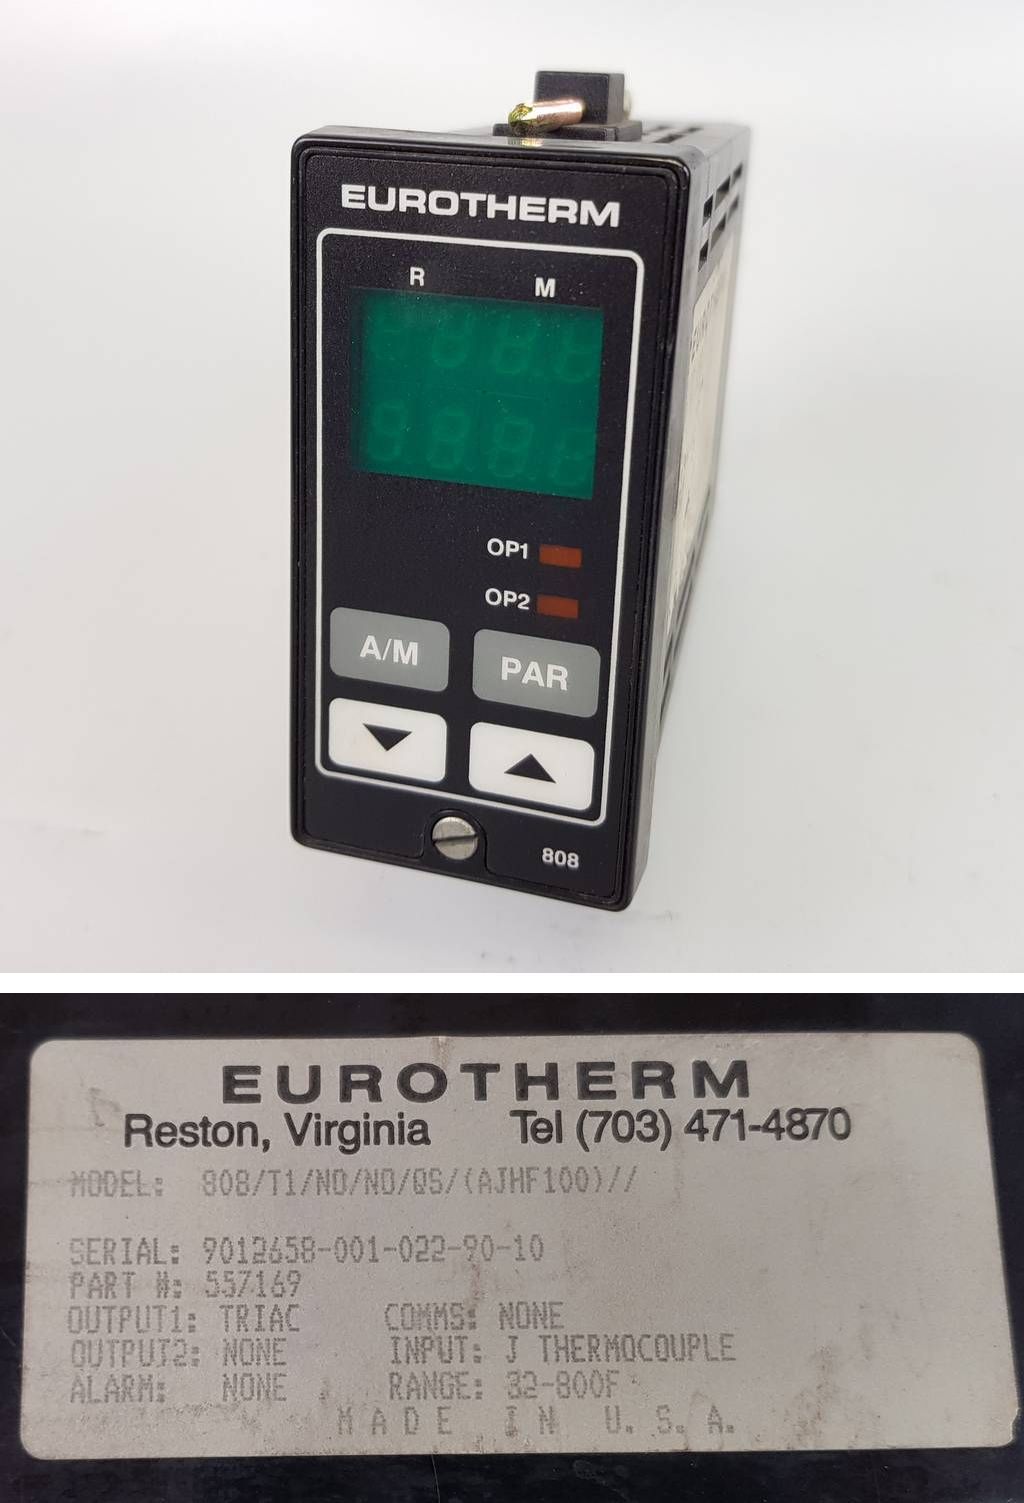 EUROTHERM
R M
OP1
OP2
A/M PAR
808
EUROTHERM
Reston, Virginia Tel (703) 471-4870
MODEL: 808/T1/NO/NO/QS/(AJHF100)//
SERIAL: 9012658-001-022-90-10
PART #: 557169
OUTPUT1: TRIAC COMMS: NONE
OUTPUT2: NONE INPUT: J THERMOCOUPLE
ALARM: NONE RANGE: 32-800F
MADE IN U.S.A.